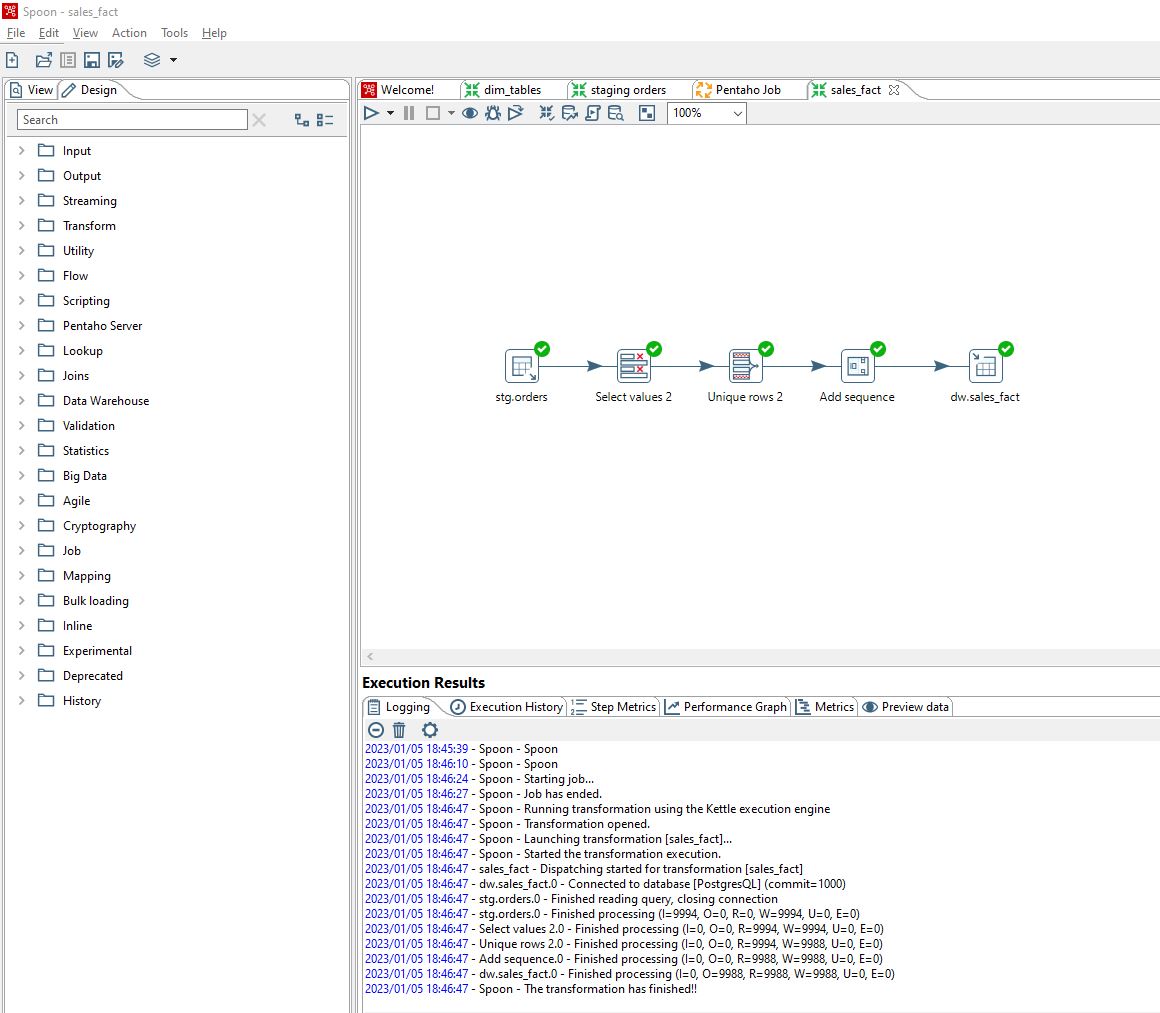 Spoon - sales_fact
File Edit View Action Tools Help
View Design
Search
Input
Output
Streaming
Transform
Utility
Flow
Scripting
Pentaho Server
Lookup
Joins
Data Warehouse
Validation
Statistics
Big Data
Agile
Cryptography
Job
Mapping
Bulk loading
Inline
Experimental
Deprecated
History
Welcome! dim_tables staging orders Pentaho Job sales_fact
100%
stg.orders Select values 2 Unique rows 2 Add sequence dw.sales_fact
Execution Results
Logging Execution History Step Metrics Performance Graph Metrics Preview data
2023/01/05 18:45:39 - Spoon - Spoon
2023/01/05 18:46:10 - Spoon - Spoon
2023/01/05 18:46:24 - Spoon - Starting job...
2023/01/05 18:46:27 - Spoon - Job has ended.
2023/01/05 18:46:47 - Spoon - Running transformation using the Kettle execution engine
2023/01/05 18:46:47 - Spoon - Transformation opened.
2023/01/05 18:46:47 - Spoon - Launching transformation [sales_fact]...
2023/01/05 18:46:47 - Spoon - Started the transformation execution.
2023/01/05 18:46:47 - sales_fact - Dispatching started for transformation [sales_fact]
2023/01/05 18:46:47 - dw.sales_fact.0 - Connected to database [PostgresQL] (commit=1000)
2023/01/05 18:46:47 - stg.orders.0 - Finished reading query, closing connection
2023/01/05 18:46:47 - stg.orders.0 - Finished processing (I=9994, O=0, R=0, W=9994, U=0, E=0)
2023/01/05 18:46:47 - Select values 2.0 - Finished processing (I=0, O=0, R=9994, W=9994, U=0, E=0)
2023/01/05 18:46:47 - Unique rows 2.0 - Finished processing (I=0, O=0, R=9994, W=9988, U=0, E=0)
2023/01/05 18:46:47 - Add sequence.0 - Finished processing (I=0, O=0, R=9988, W=9988, U=0, E=0)
2023/01/05 18:46:47 - dw.sales_fact.0 - Finished processing (I=0, O=9988, R=9988, W=9988, U=0, E=0)
2023/01/05 18:46:47 - Spoon - The transformation has finished!!